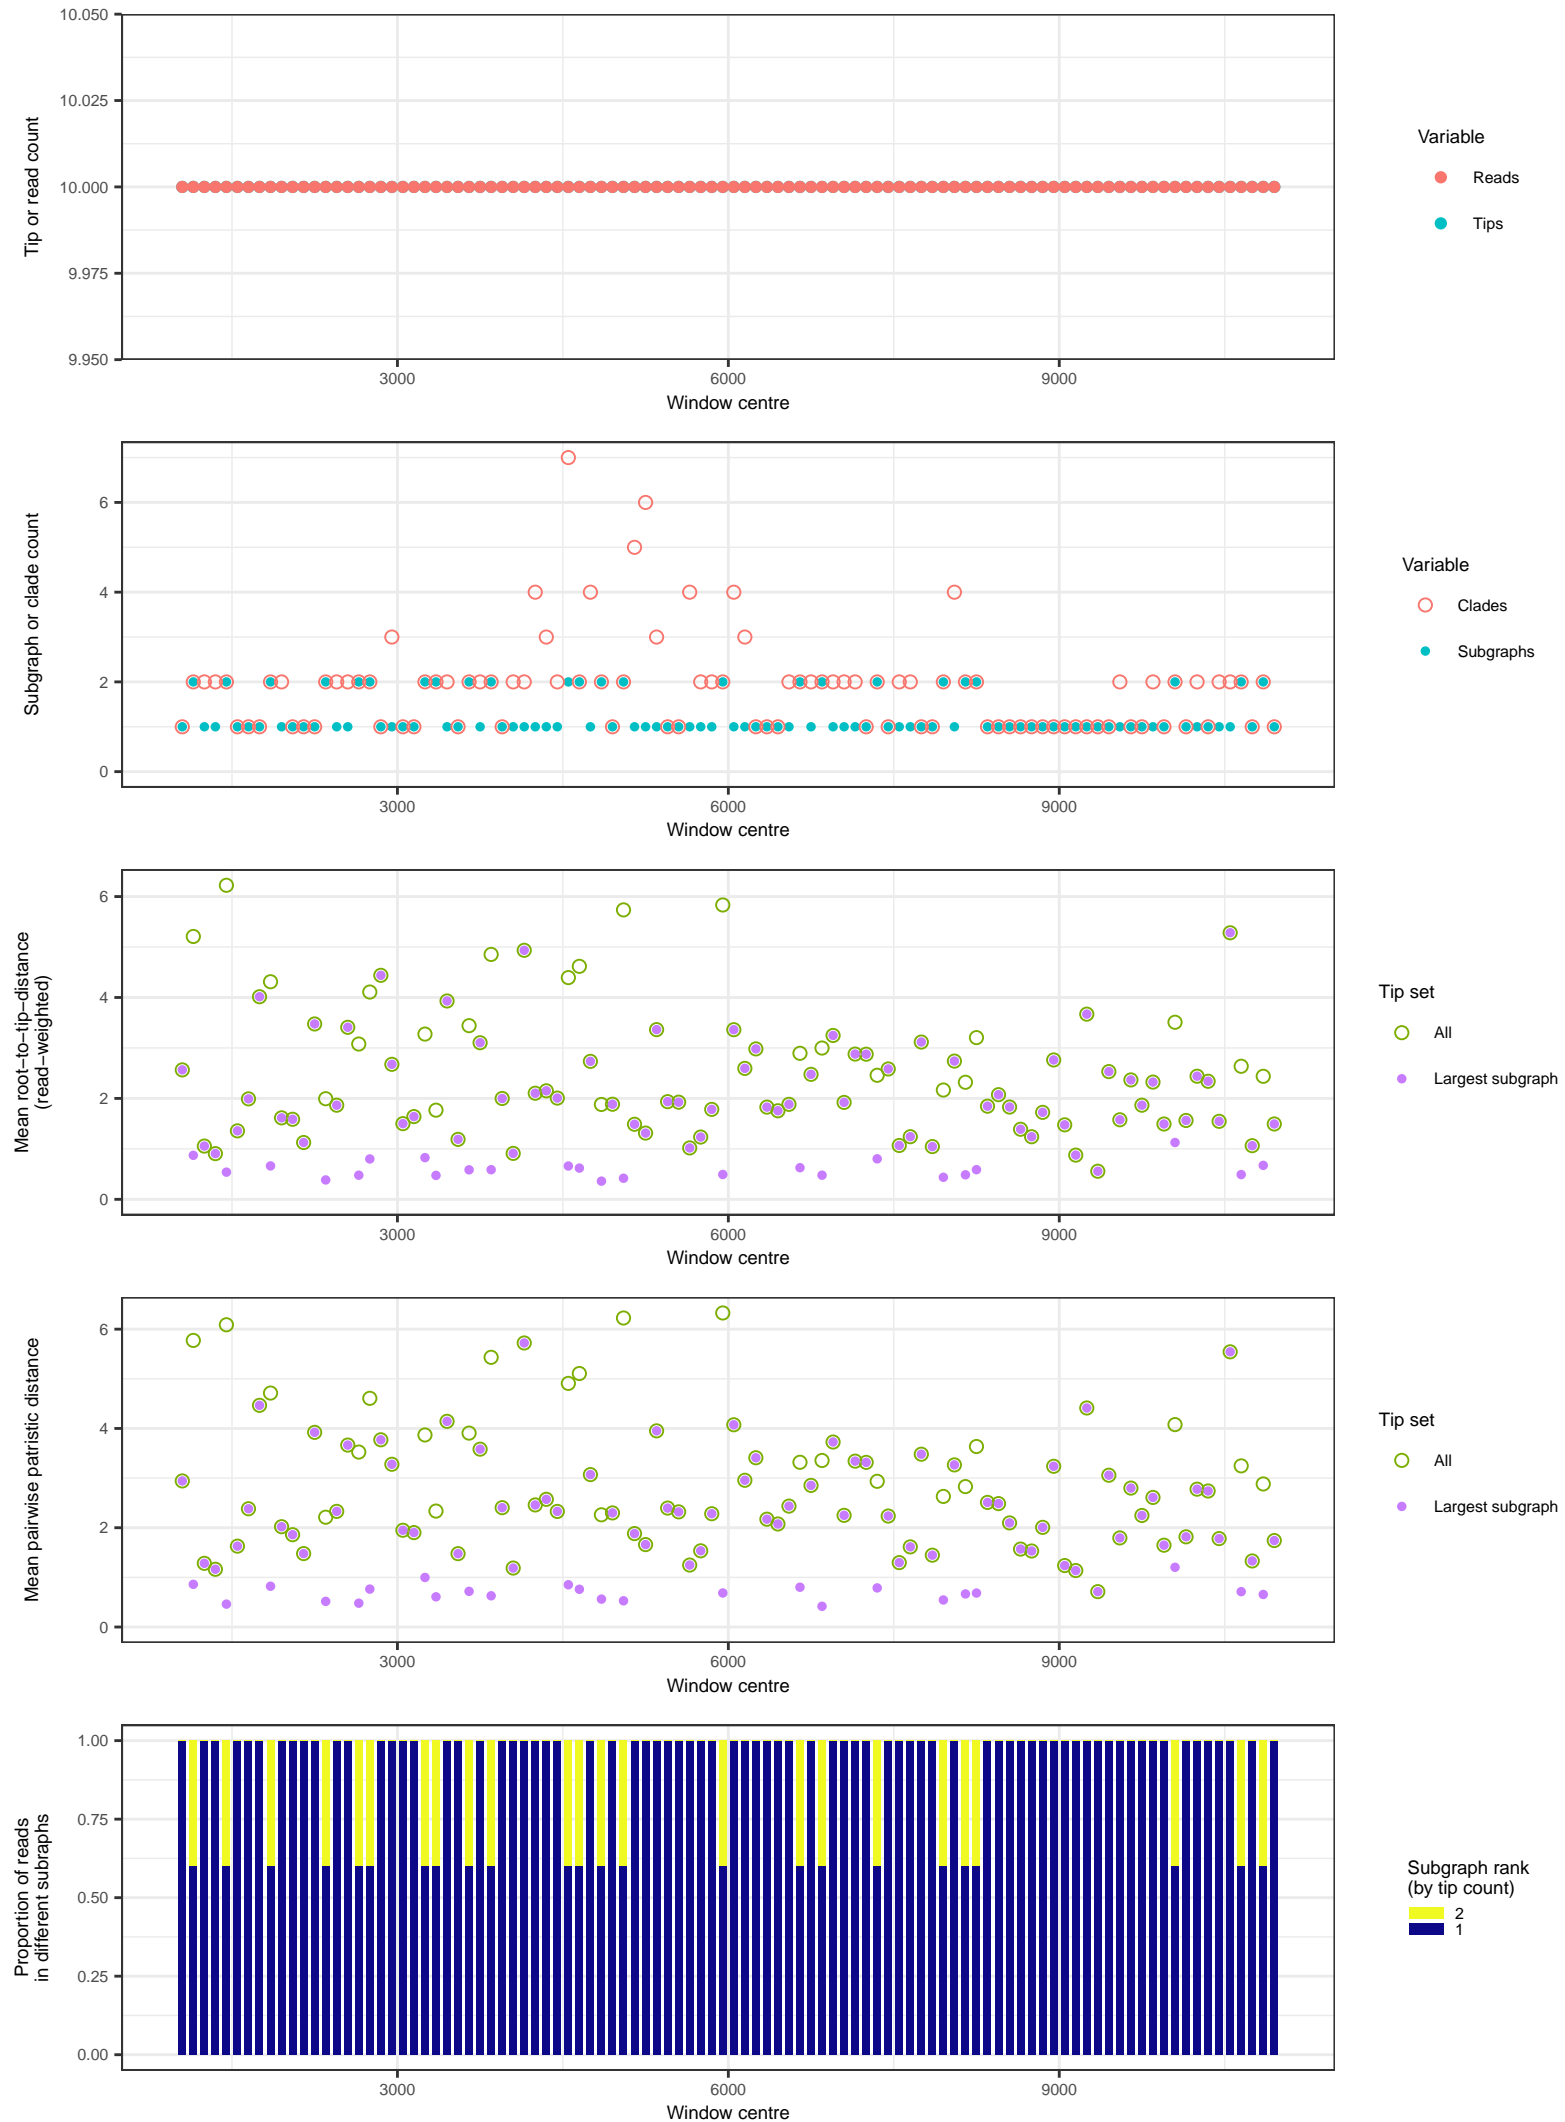 10.050
10.025
10.000
9.975
9.950
Tip or read count
3000
6000
9000
Window centre
Variable
Reads
Tips
6
4
2
0
Subgraph or clade count
3000
6000
9000
Window centre
Variable
Clades
Subgraphs
6
4
2
0
Mean root−to−tip−distance
(read−weighted)
3000
6000
9000
Window centre
Tip set
All
Largest subgraph
6
4
2
0
Mean pairwise patristic distance
3000
6000
9000
Window centre
Tip set
All
Largest subgraph
1.00
0.75
0.50
0.25
0.00
Proportion of reads
in different subraphs
3000
6000
9000
Window centre
Subgraph rank
(by tip count)
2
1